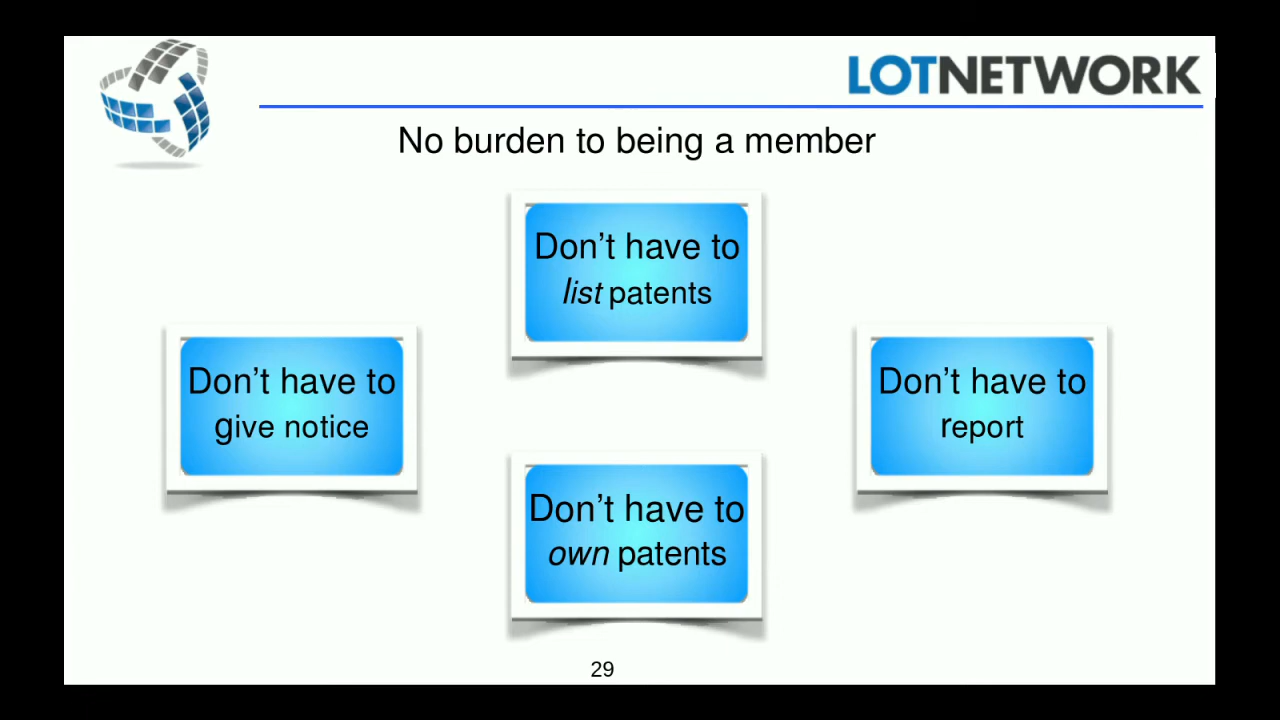 LOTNETWORK
No burden to being a member
Don't have to
list patents
Don't have to
give notice
Don't have to
report
Don't have to
own patents
29